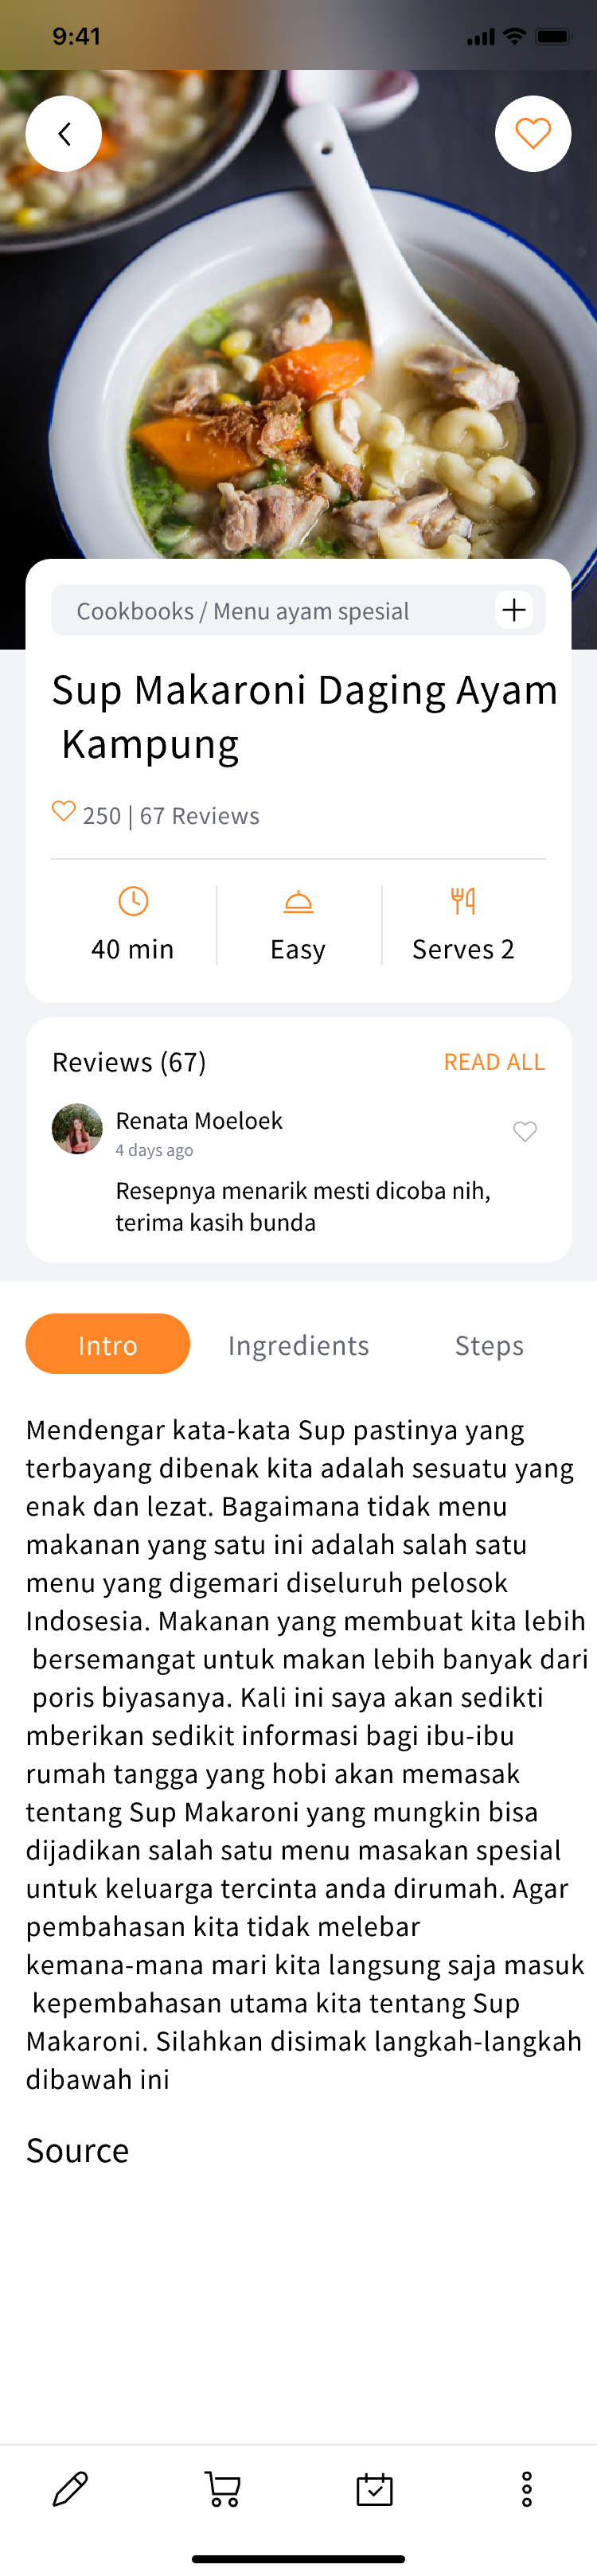 9:41
Cookbooks / Menu ayam spesial
Sup Makaroni Daging Ayam
Kampung
250 | 67 Reviews
40 min
Easy
Serves 2
Reviews (67)
READ ALL
Renata Moeloek
4 days ago
Resepnya menarik mesti dicoba nih,
terima kasih bunda
Intro
Ingredients
Steps
Mendengar kata-kata Sup pastinya yang
terbayang dibenak kita adalah sesuatu yang
enak dan lezat. Bagaimana tidak menu
makanan yang satu ini adalah salah satu
menu yang digemari diseluruh pelosok
Indosesia. Makanan yang membuat kita lebih
bersemangat untuk makan lebih banyak dari
poris biyasanya. Kali ini saya akan sedikti
mberikan sedikit informasi bagi ibu-ibu
rumah tangga yang hobi akan memasak
tentang Sup Makaroni yang mungkin bisa
dijadikan salah satu menu masakan spesial
untuk keluarga tercinta anda dirumah. Agar
pembahasan kita tidak melebar
kemana-mana mari kita langsung saja masuk
kepembahasan utama kita tentang Sup
Makaroni. Silahkan disimak langkah-langkah
dibawah ini
Source